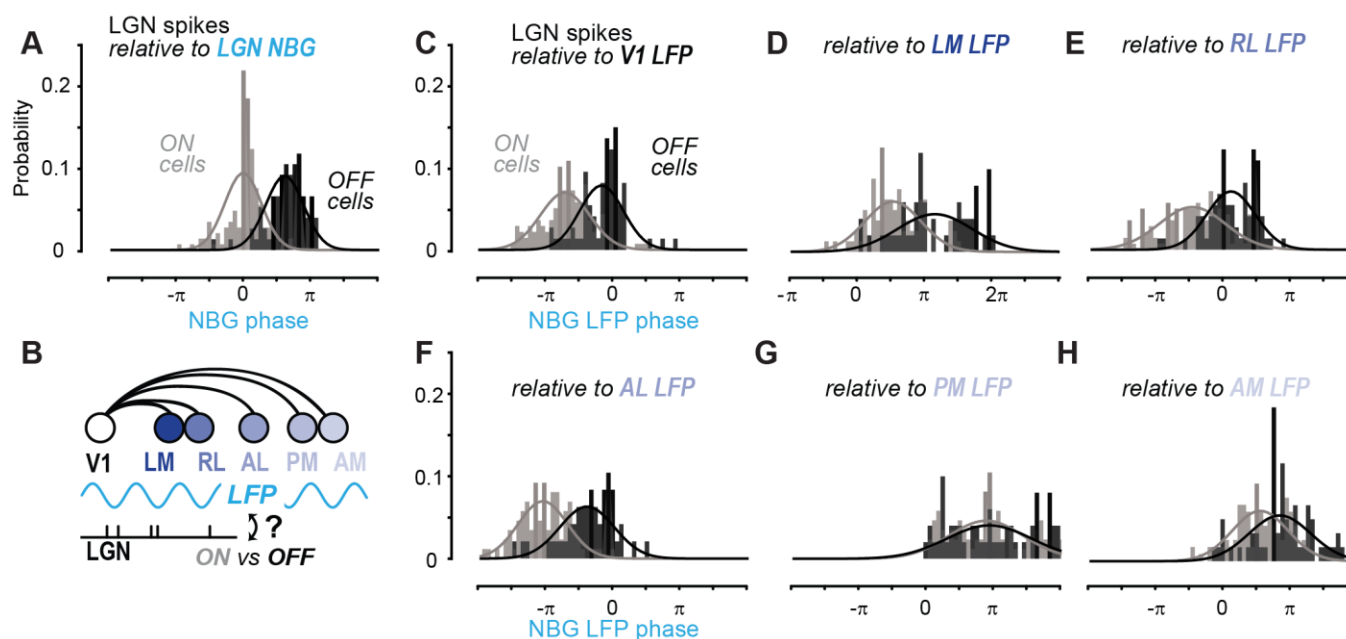 A
LGN spikes
relative to LGN NBG
Probability
0.2
0.1
0
ON
cells
OFF
cells
-π 0 π
NBG phase
B
V1 LM RL AL PM AM
LFP
?
LGN
ON vs OFF
C
LGN spikes
relative to V1 LFP
0.2
0.1
0
ON
cells
OFF
cells
-π 0 π
NBG LFP phase
D
relative to LM LFP
-π 0 π 2π
E
relative to RL LFP
-π 0 π
F
relative to AL LFP
0.2
0.1
0
-π 0 π
NBG LFP phase
G
relative to PM LFP
0 π
H
relative to AM LFP
0 π